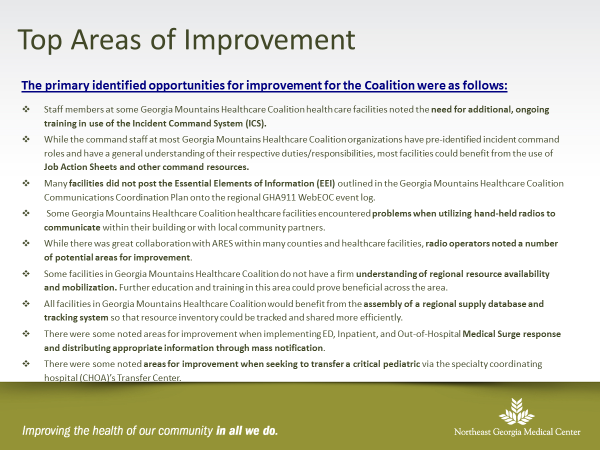 Top Areas of Improvement
The primary identified opportunities for improvement for the Coalition were as follows:
❖ Staff members at some Georgia Mountains Healthcare Coalition health care facilities noted the need for additional, ongoing
training in use of the Incident Command System (ICS).
❖ While the command staff at most Georgia Mountains Healthcare Coalition organizations have pre-identified incident command
roles and have a general understanding of their respective duties/responsibilities, most facilities could benefit from the use of
Job Action Sheets and other command resources.
❖ Many facilities did not post the Essential Elements of Information (EEI) outlined in the Georgia Mountains Healthcare Coalition
Communications Coordination Plan onto the regional GHA911 WebEOC event log.
❖ Some Georgia Mountains Healthcare Coalition healthcare facilities encountered problems when utilizing hand-held radios to
communicate within their building or with local community partners.
❖ While there was great collaboration with ARES within many counties and healthcare facilities, radio operators noted a number
of potential areas for improvement.
❖ Some facilities in Georgia Mountains Healthcare Coalition do not have a firm understanding of regional resource availability
and mobilization. Further education and training in this area could prove beneficial across the area.
❖ All facilities in Georgia Mountains Healthcare Coalition would benefit from the assembly of a regional supply database and
tracking system so that resource inventory could be tracked and shared more efficiently.
❖ There were some noted areas for improvement when implementing ED, Inpatient, and Out-of-Hospital Medical Surge response
and distributing appropriate information through mass notification.
❖ There were some noted areas for improvement when seeking to transfer a critical pediatric via the specialty coordinating
hospital (CHOA)'s Transfer Center.
Improving the health of our community in all we do.
Northeast Georgia Medical Center